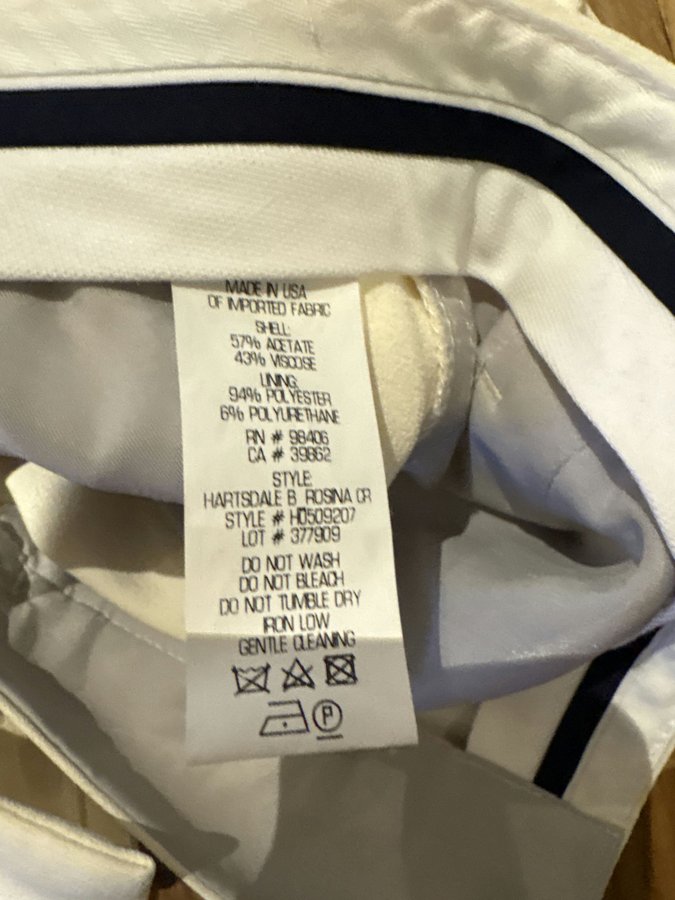 MADE IN USA
OF IMPORTED FABRIC
SHELL:
57% ACETATE
43% VISCOSE
LINING:
94% POLYESTER
6% POLYURETHANE
RN # 98406
CA # 39862
STYLE:
HARTSDALE B ROSINA CR
STYLE # H0509207
LOT # 377909
DO NOT WASH
DO NOT BLEACH
DO NOT TUMBLE DRY
IRON LOW
GENTLE CLEANING
P